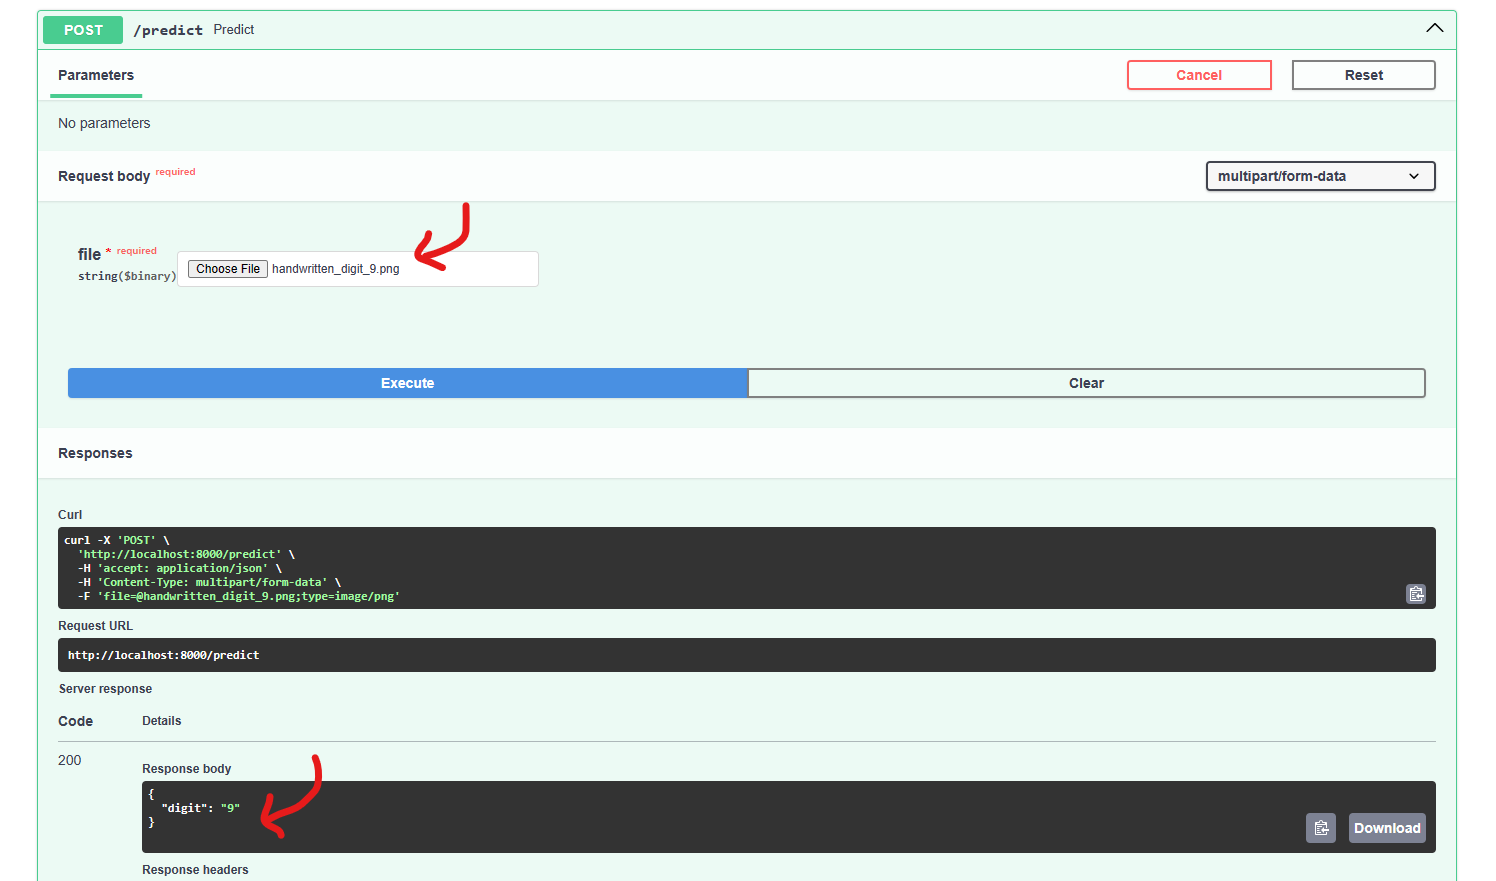 POST /predict Predict
Parameters
Cancel
Reset
No parameters
Request body required
multipart/form-data
file * required
string($binary)
Choose File handwritten_digit_9.png
Execute
Clear
Responses
Curl
curl -X 'POST' \
  'http://localhost:8000/predict' \
  -H 'accept: application/json' \
  -H 'Content-Type: multipart/form-data' \
  -F 'file=@handwritten_digit_9.png;type=image/png'
Request URL
http://localhost:8000/predict
Server response
Code
Details
200
Response body
{
  "digit": "9"
}
Download
Response headers